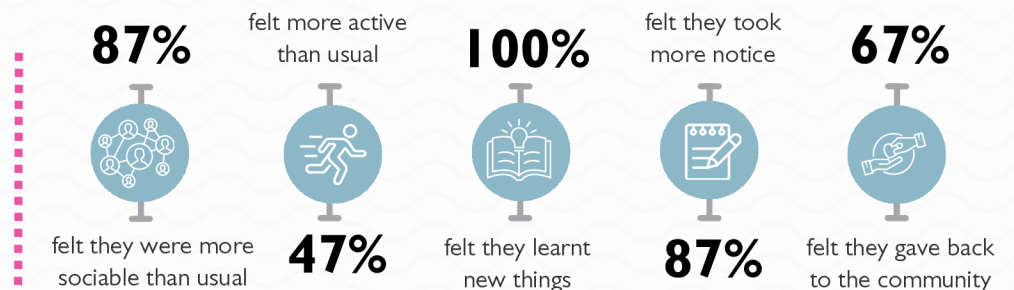 87%
felt they were more
sociable than usual
felt more active
than usual
47%
100%
felt they learnt
new things
felt they took
more notice
87%
67%
felt they gave back
to the community